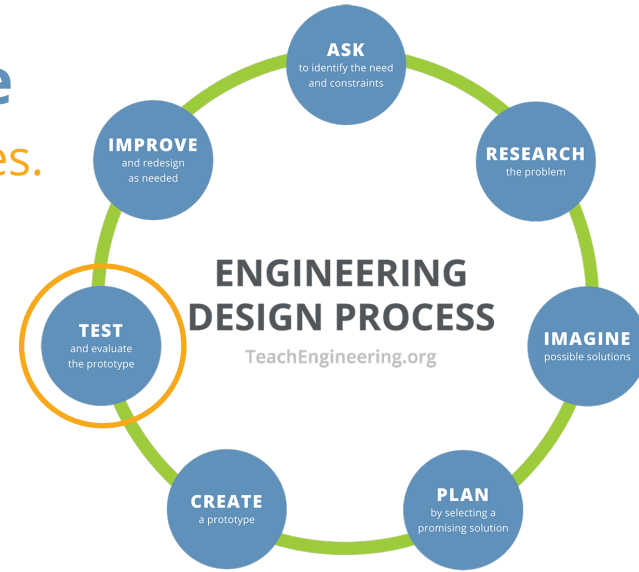 e
es.
ASK
to identify the need
and constraints
RESEARCH
the problem
IMAGINE
possible solutions
PLAN
by selecting a
promising solution
CREATE
a prototype
TEST
and evaluate
the prototype
IMPROVE
and redesign
as needed
ENGINEERING
DESIGN PROCESS
TeachEngineering.org